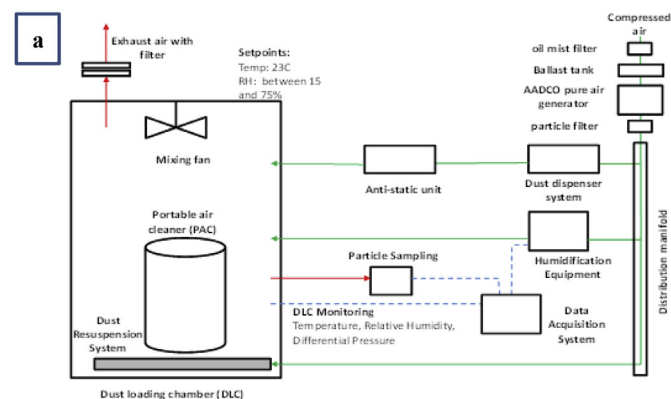 a
Exhaust air with
filter
Setpoints:
Temp: 23C
RH: between 15
and 75%
Compressed
air
oil mist filter
Ballast tank
AADCO pure air
generator
particle filter
Mixing fan
Anti-static unit
Dust dispenser
system
Portable air
cleaner (PAC)
Particle Sampling
Humidification
Equipment
Distribution manifold
DLC Monitoring
Temperature, Relative Humidity,
Differential Pressure
Data
Acquisition
System
Dust
Resuspension
System
Dust loading chamber (DLC)